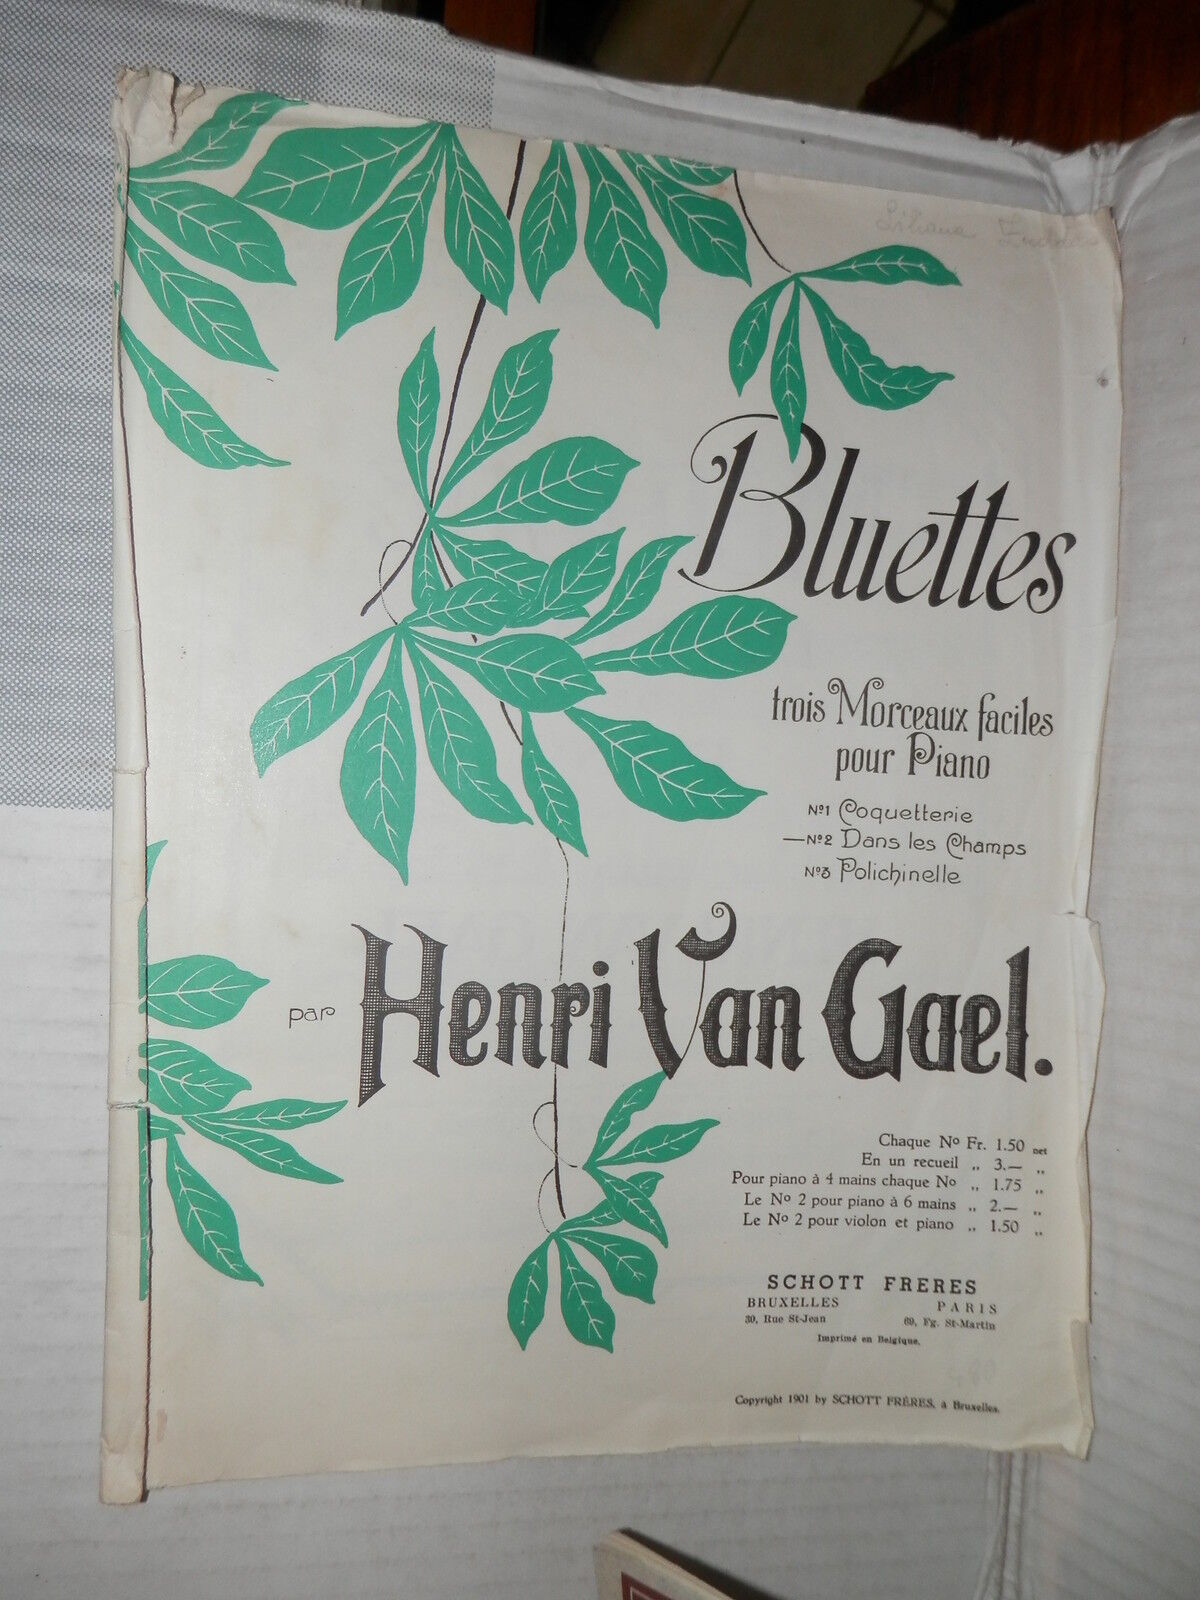 Liliana
Bluettes
trois Morceaux faciles
pour Piano
Nº1 Coquetterie
—Nº2 Dans les Champs
Nº3 Polichinelle
par Henri Van Gael.
Chaque Nº Fr. 1.50 net
En un recueil „ 3.— „
Pour piano à 4 mains chaque Nº „ 1.75 „
Le Nº 2 pour piano à 6 mains „ 2.— „
Le Nº 2 pour violon et piano „ 1.50 „
SCHOTT FRERES
BRUXELLES PARIS
30, Rue St-Jean 69, Fg. St-Martin
Imprimé en Belgique.
Copyright 1901 by SCHOTT FRÈRES, à Bruxelles.